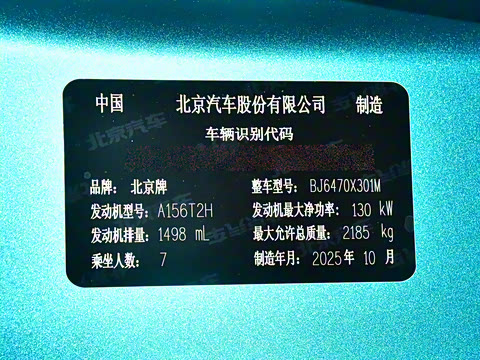 中国 北京汽车股份有限公司 制造
车辆识别代码
品牌: 北京牌 整车型号: BJ6470X301M
发动机型号: A156T2H 发动机最大净功率: 130 kW
发动机排量: 1498 mL 最大允许总质量: 2185 kg
乘坐人数: 7 制造年月: 2025年 10月